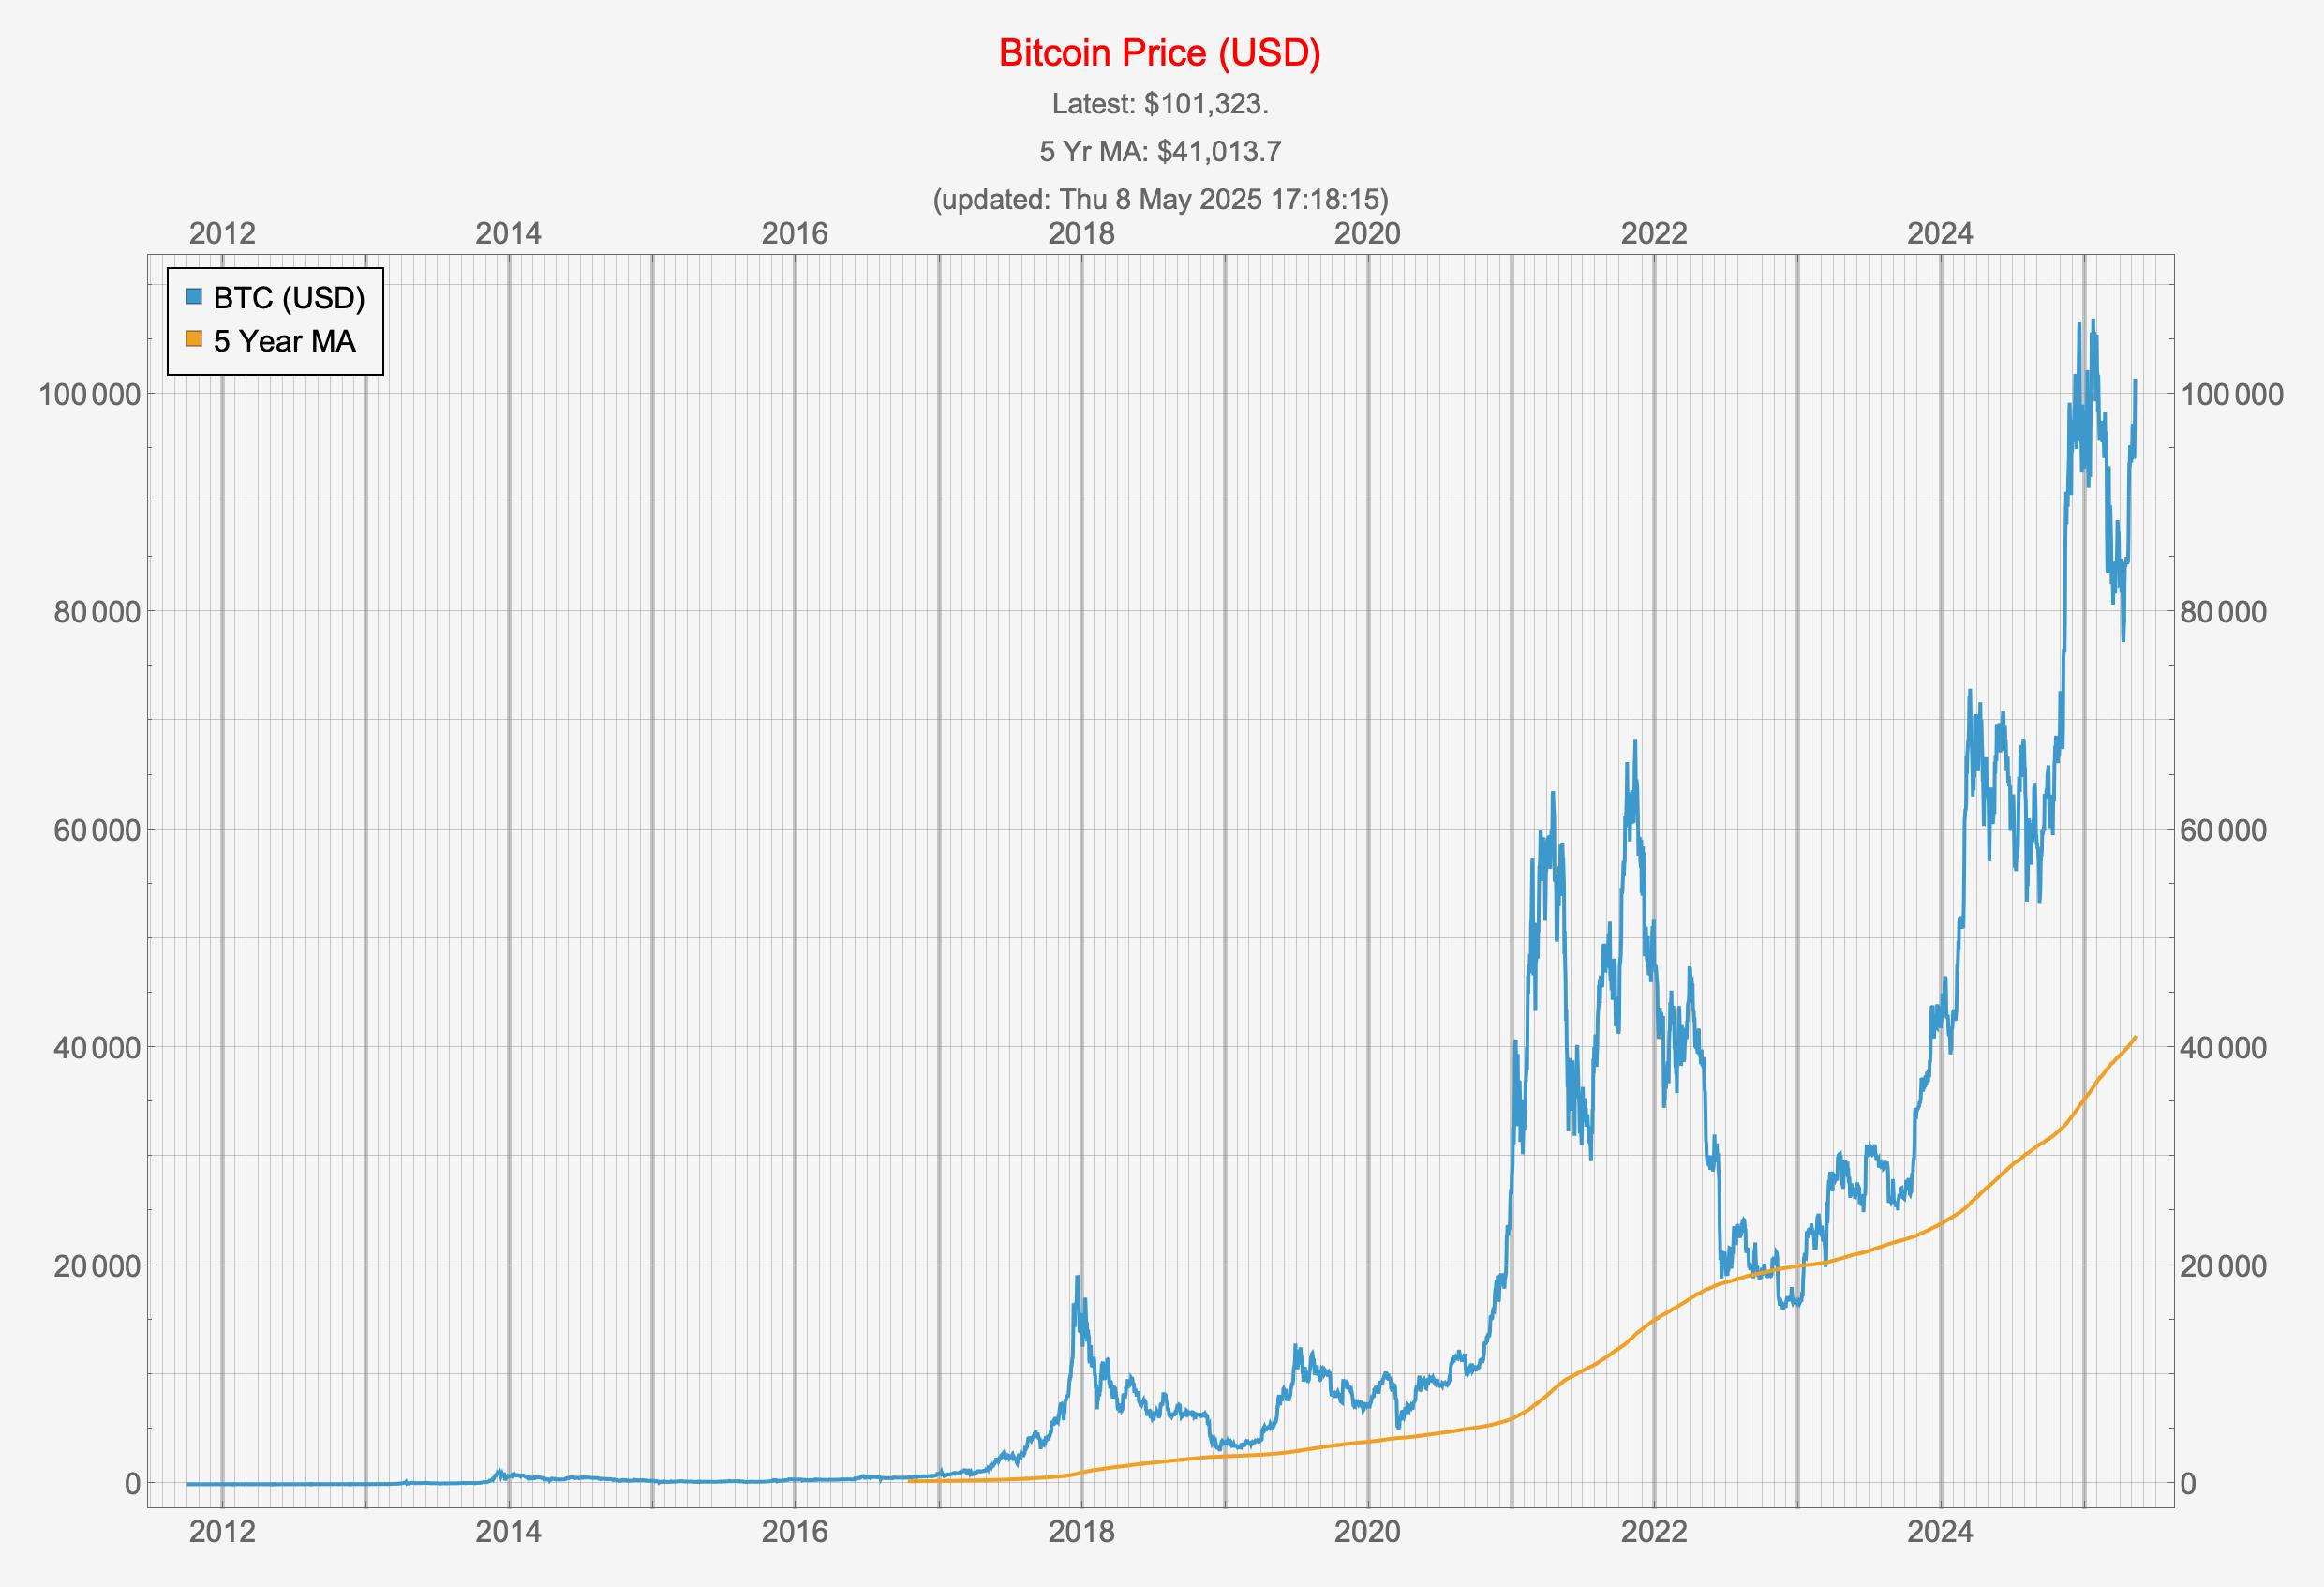 Bitcoin Price (USD)
Latest: $101,323.
5 Yr MA: $41,013.7
(updated: Thu 8 May 2025 17:18:15)
2012 2014 2016 2018 2020 2022 2024
BTC (USD)
5 Year MA
100 000 100 000
80 000 80 000
60 000 60 000
40 000 40 000
20 000 20 000
0 0
2012 2014 2016 2018 2020 2022 2024